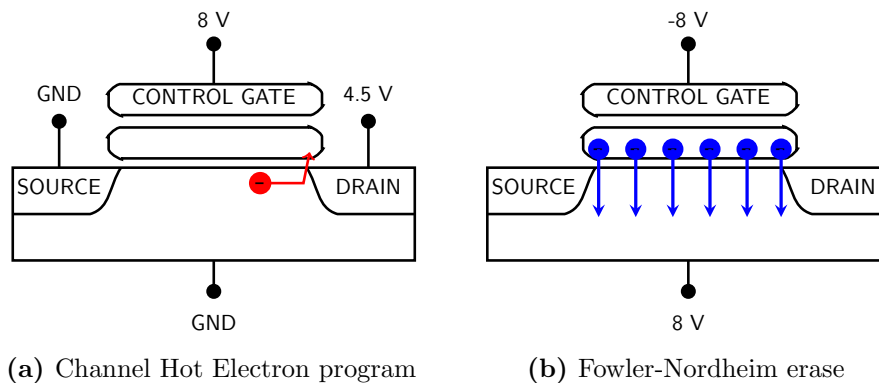 8 V
GND
4.5 V
CONTROL GATE
SOURCE
DRAIN
-
GND
(a) Channel Hot Electron program
-8 V
CONTROL GATE
- - - - - -
SOURCE
DRAIN
8 V
(b) Fowler-Nordheim erase